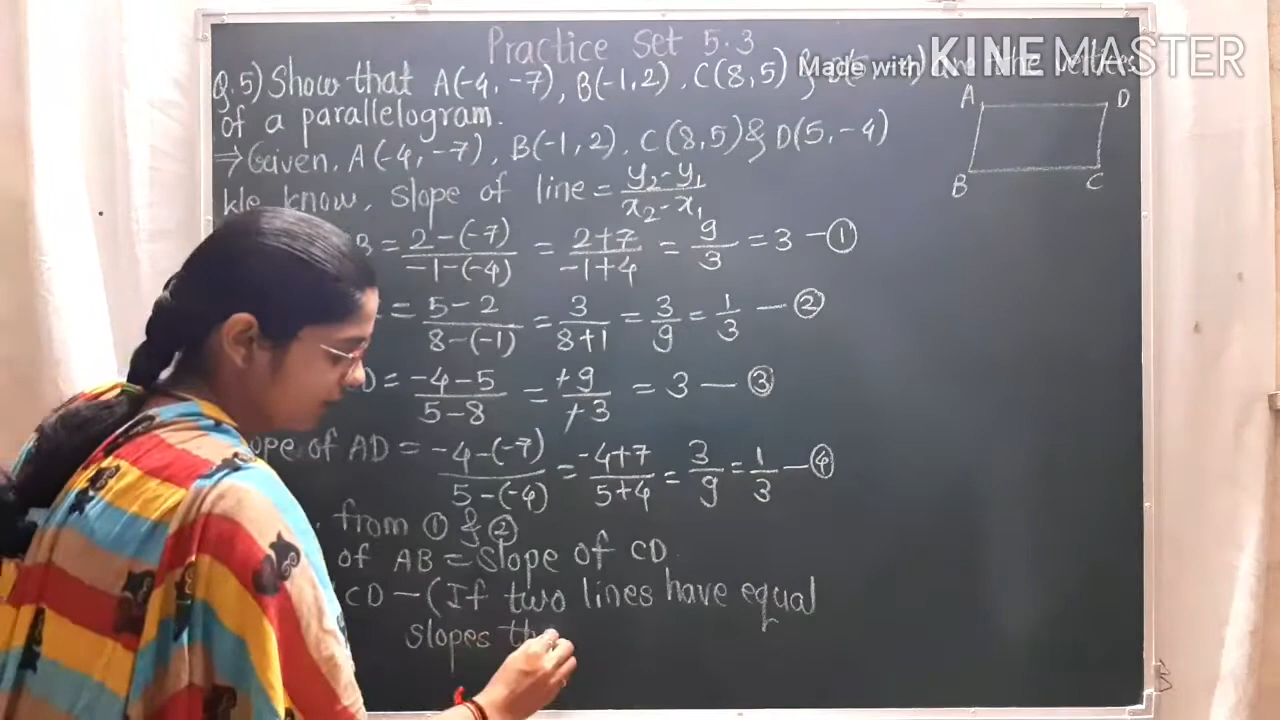 Practice Set 5.3
Q.5) Show that A(-4, -7), B(-1, 2), C(8, 5) & the vertices
Made with KINEMASTER
of a parallelogram.
⇒ Given, A(-4, -7), B(-1, 2), C(8, 5) & D(5, -4)
We know, slope of line = y₂-y₁/x₂-x₁
B = 2-(-7)/-1-(-4) = 2+7/-1+4 = 9/3 = 3 - ①
= 5-2/8-(-1) = 3/8+1 = 3/9 = 1/3 - ②
D = -4-5/5-8 = +9/+3 = 3 - ③
ope of AD = -4-(-7)/5-(-4) = -4+7/5+4 = 3/9 = 1/3 - ④
from ① & ②
of AB = slope of CD
CD - (If two lines have equal
slopes the
A D
B C